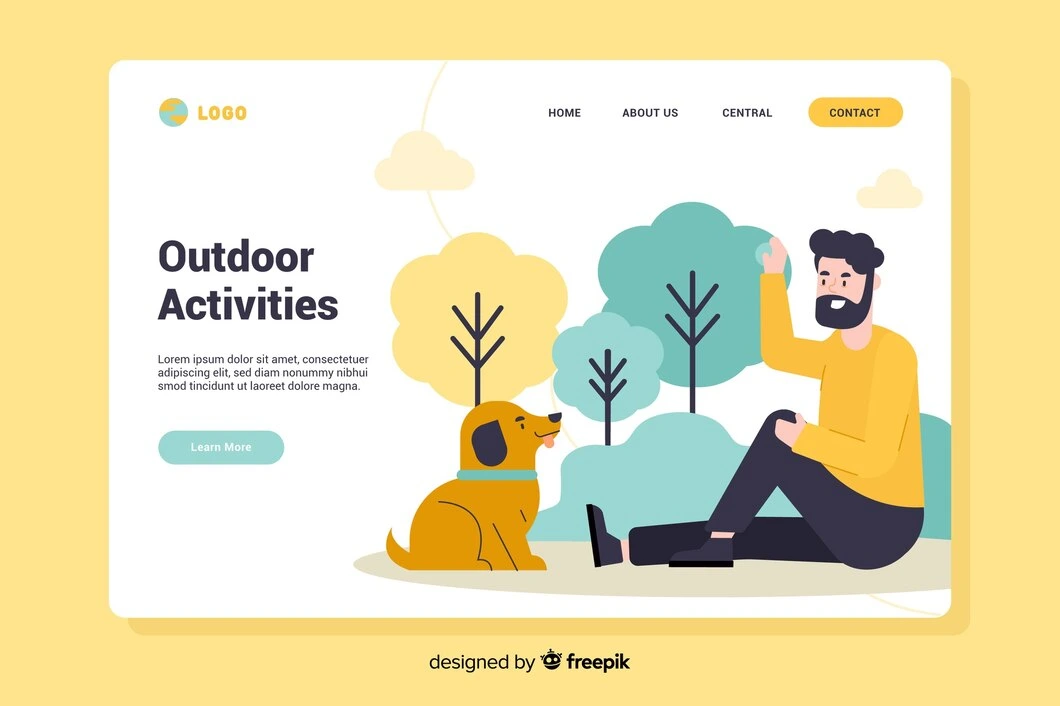 LOGO
HOME ABOUT US CENTRAL CONTACT
Outdoor
Activities
Lorem ipsum dolor sit amet, consectetuer
adipiscing elit, sed diam nonummy nibhui
smod tincidunt ut laoreet dolore magna.
Learn More
designed by freepik